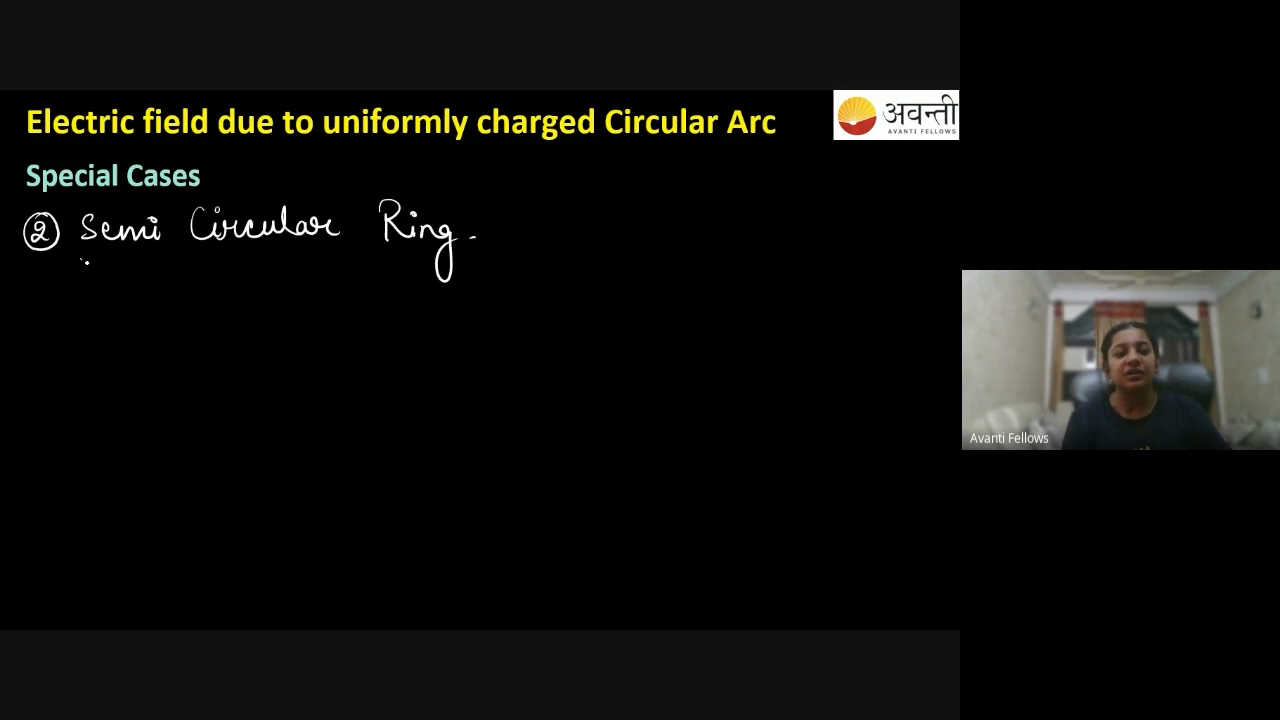 Electric field due to uniformly charged Circular Arc
अवन्ती
AVANTI FELLOWS
Special Cases
② Semi Circular Ring.
Avanti Fellows